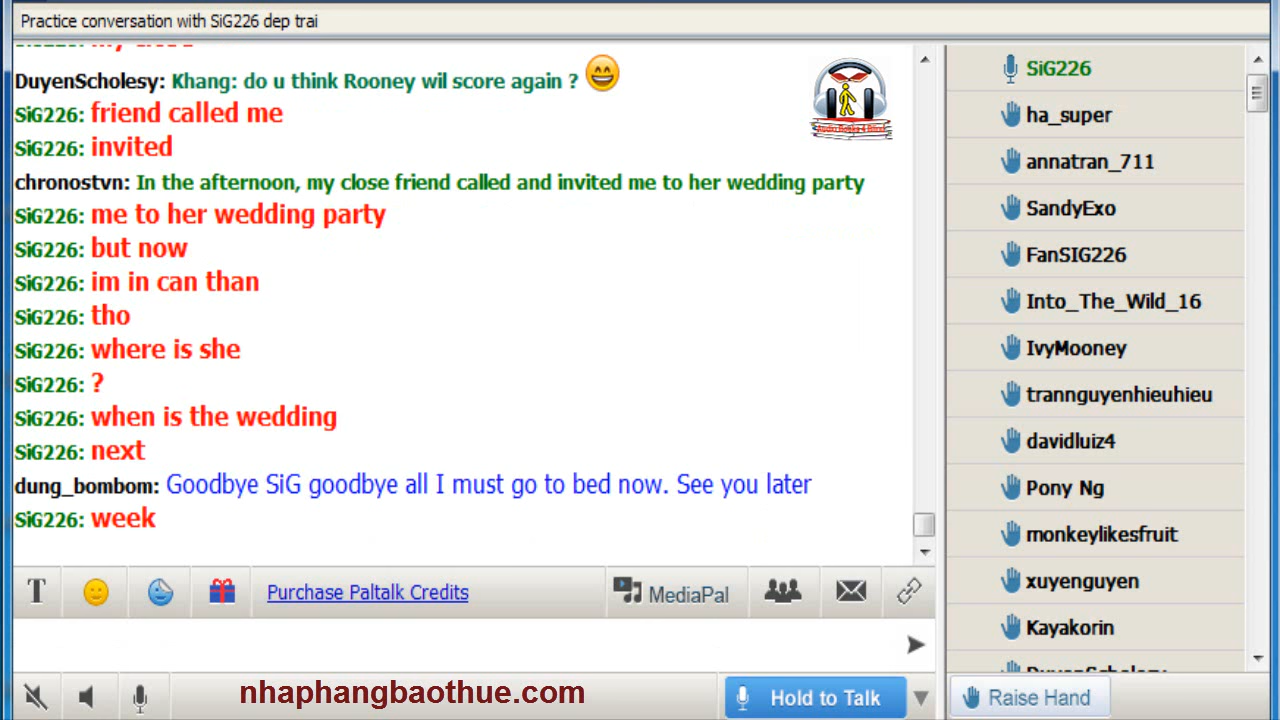 Practice conversation with SiG226 dep trai
DuyenScholesy: Khang: do u think Rooney wil score again ?
SiG226: friend called me
SiG226: invited
chronostvn: In the afternoon, my close friend called and invited me to her wedding party
SiG226: me to her wedding party
SiG226: but now
SiG226: im in can than
SiG226: tho
SiG226: where is she
SiG226: ?
SiG226: when is the wedding
SiG226: next
dung_bombom: Goodbye SiG goodbye all I must go to bed now. See you later
SiG226: week
T
Purchase Paltalk Credits
MediaPal
nhaphangbaothue.com
Hold to Talk
SiG226
ha_super
annatran_711
SandyExo
FanSIG226
Into_The_Wild_16
IvyMooney
trannguyenhieuhieu
davidluiz4
Pony Ng
monkeylikesfruit
xuyenguyen
Kayakorin
Raise Hand